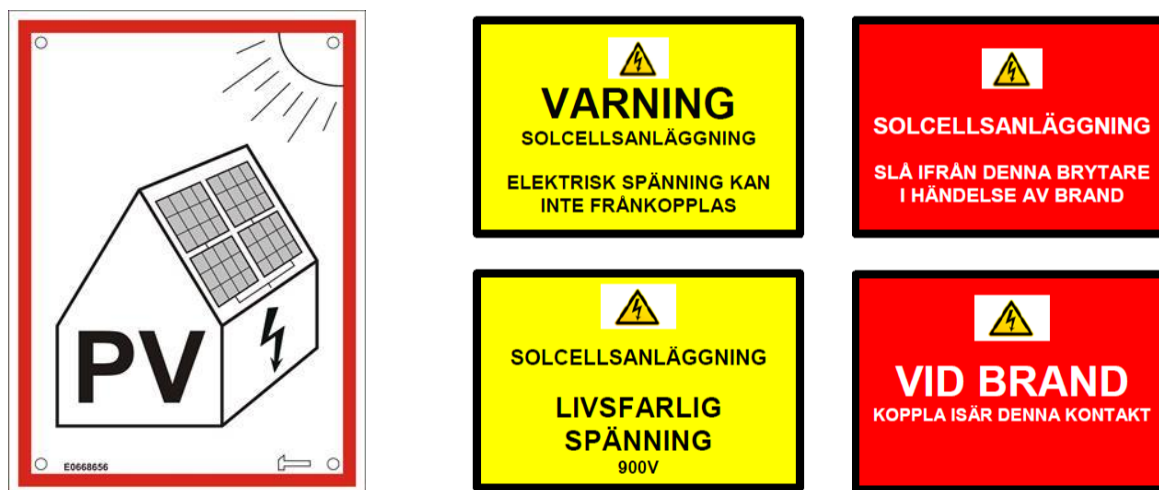 PV
E0668656
VARNING
SOLCELLSANLÄGGNING
ELEKTRISK SPÄNNING KAN
INTE FRÅNKOPPLAS
SOLCELLSANLÄGGNING
SLÅ IFRÅN DENNA BRYTARE
I HÄNDELSE AV BRAND
SOLCELLSANLÄGGNING
LIVSFARLIG
SPÄNNING
900V
VID BRAND
KOPPLA ISÄR DENNA KONTAKT